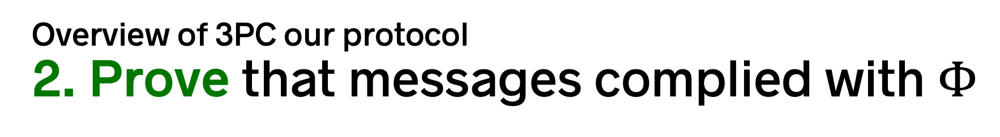 Overview of 3PC our protocol
2. Prove that messages complied with Φ